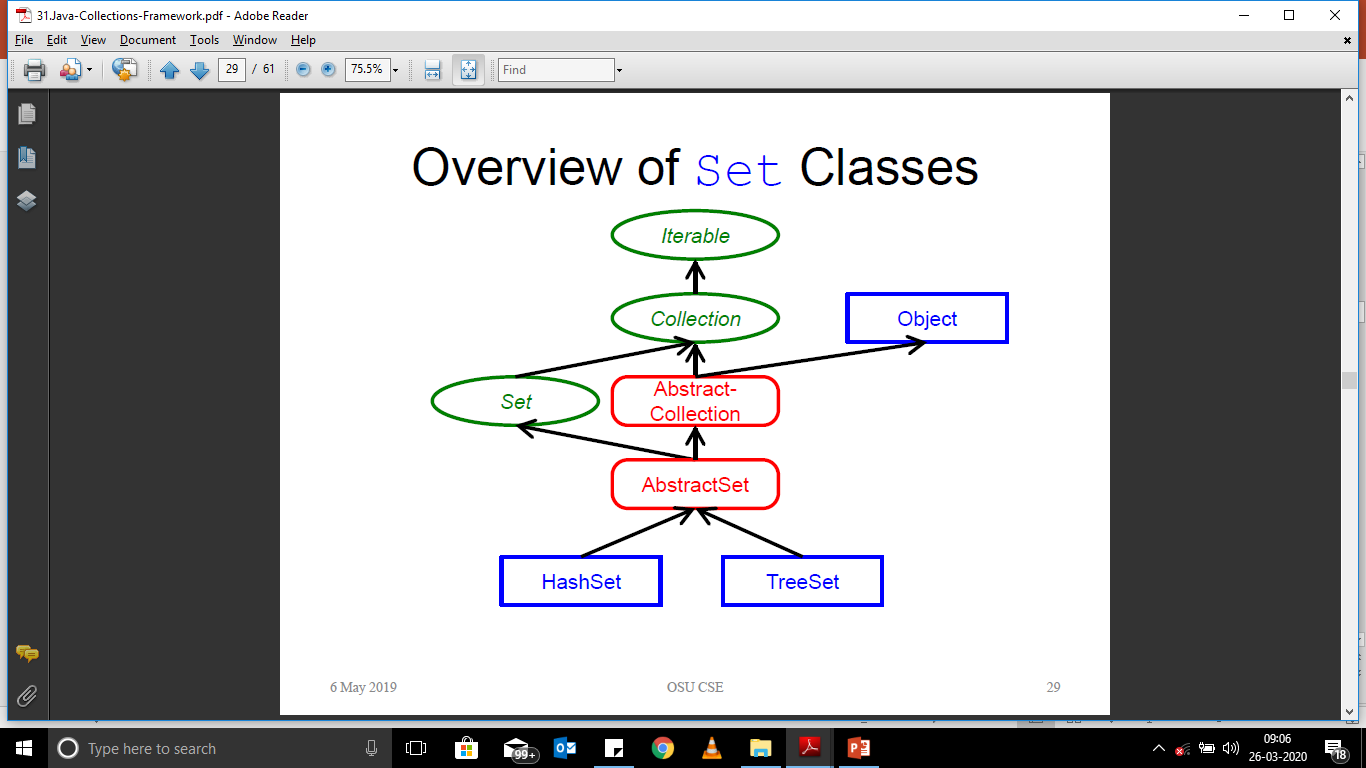 31.Java-Collections-Framework.pdf - Adobe Reader
File Edit View Document Tools Window Help
29 / 61 75.5% Find
Overview of Set Classes
Iterable
Collection
Object
Set
Abstract-
Collection
AbstractSet
HashSet
TreeSet
6 May 2019 OSU CSE 29
Type here to search
99+
09:06
26-03-2020
18